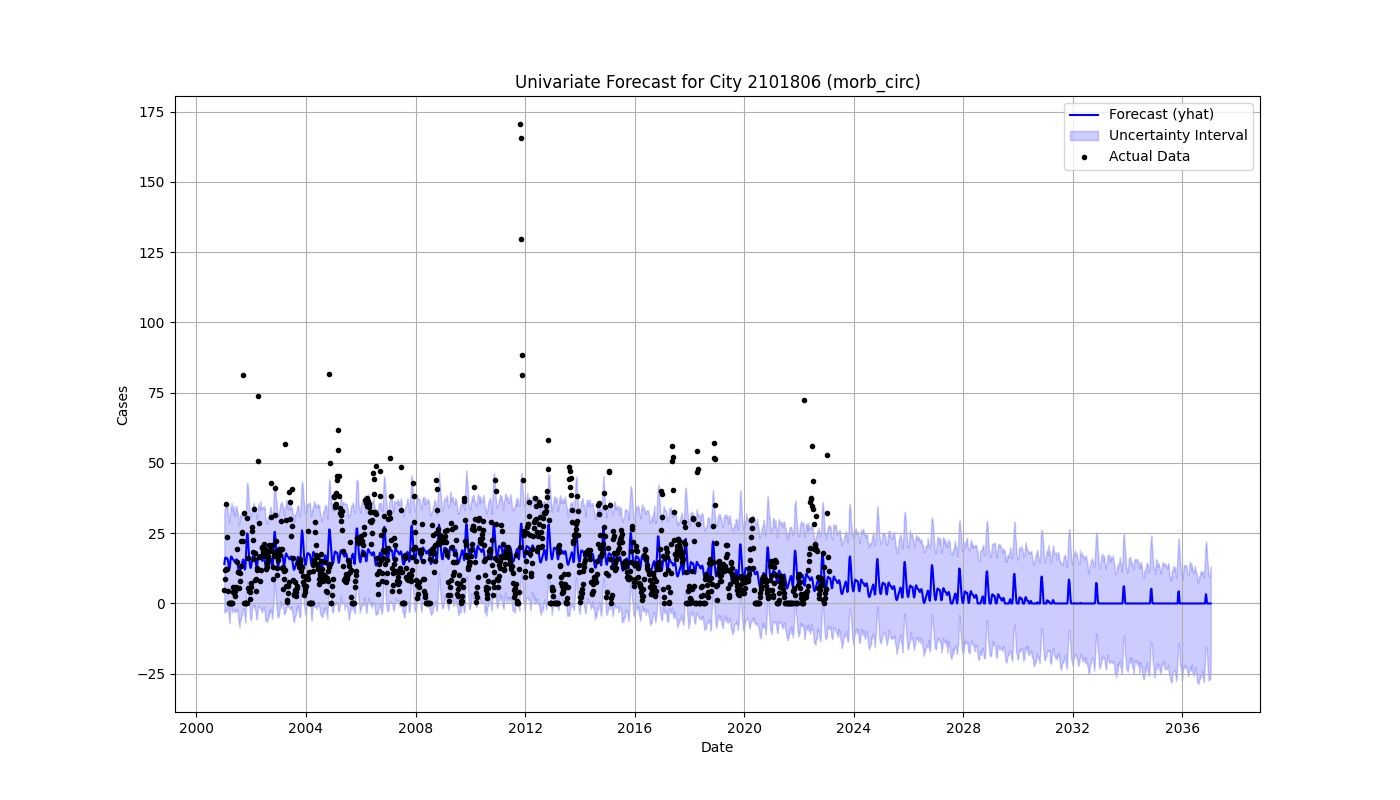 Univariate Forecast for City 2101806 (morb_circ)
Forecast (yhat)
Uncertainty Interval
Actual Data
175
150
125
100
75
50
25
0
−25
Cases
2000 2004 2008 2012 2016 2020 2024 2028 2032 2036
Date